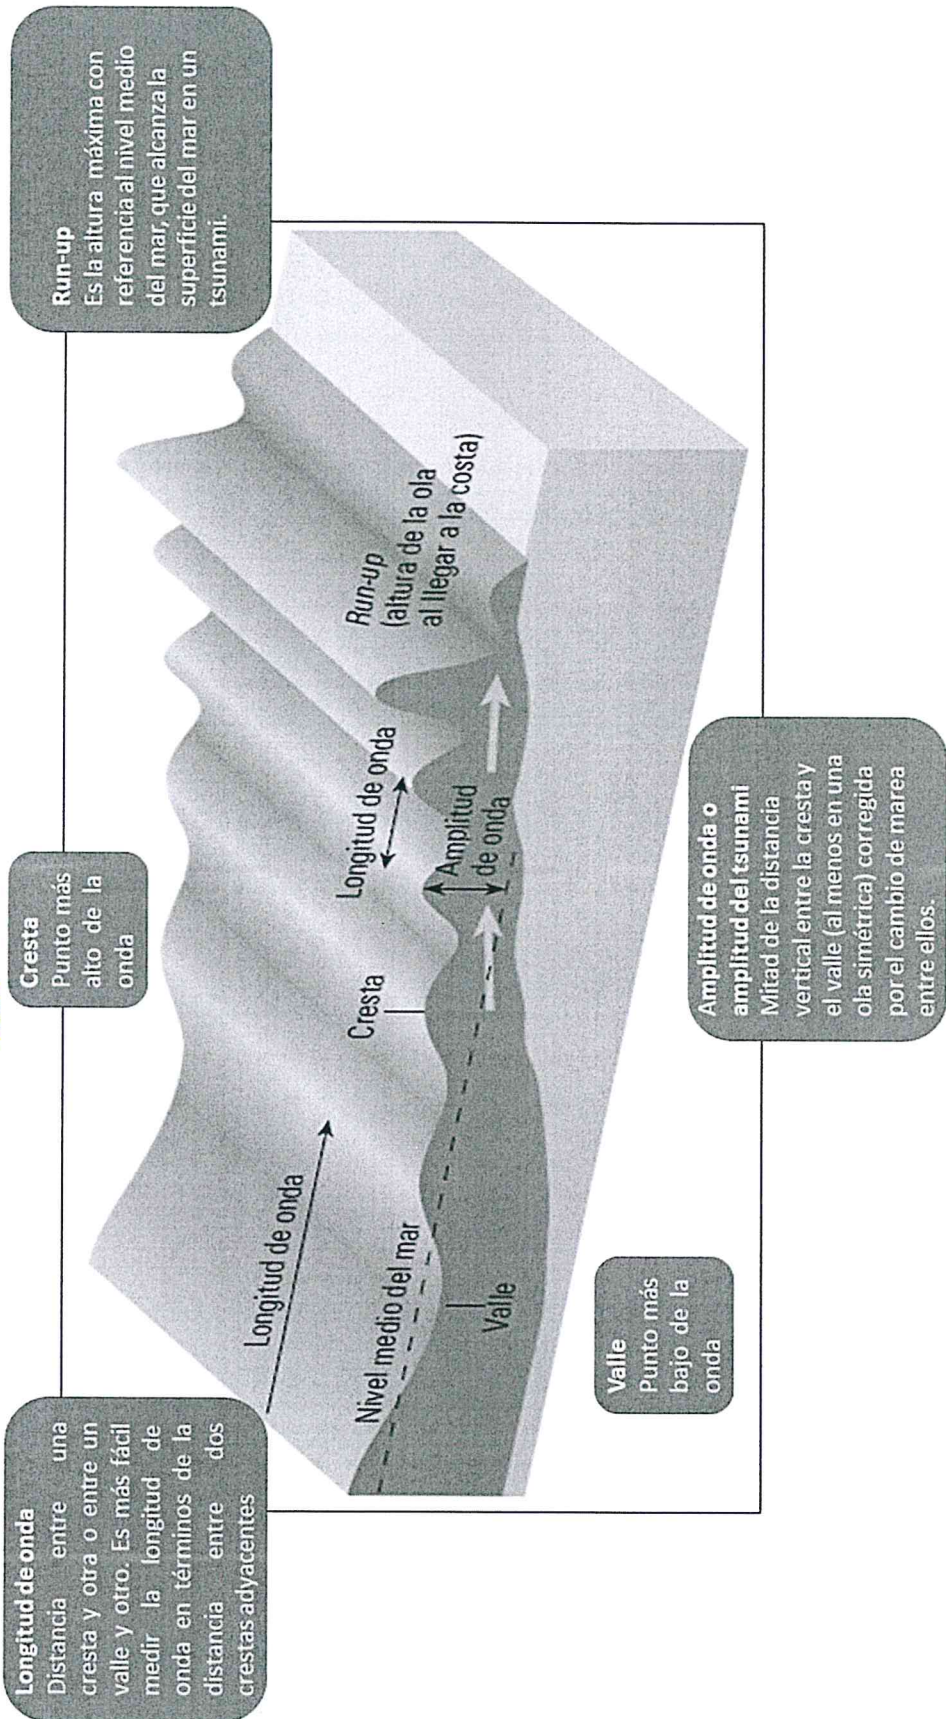 Longitud de onda
Distancia entre una
cresta y otra o entre un
valle y otro. Es más fácil
medir la longitud de
onda en términos de la
distancia entre dos
crestas adyacentes
Cresta
Punto más
alto de la
onda
Run-up
Es la altura máxima con
referencia al nivel medio
del mar, que alcanza la
superficie del mar en un
tsunami.
Longitud de onda
Nivel medio del mar
Valle
Cresta
Longitud de onda
Amplitud
de onda
Run-up
(altura de la ola
al llegar a la costa)
Valle
Punto más
bajo de la
onda
Amplitud de onda o
amplitud del tsunami
Mitad de la distancia
vertical entre la cresta y
el valle (al menos en una
ola simétrica) corregida
por el cambio de marea
entre ellos.